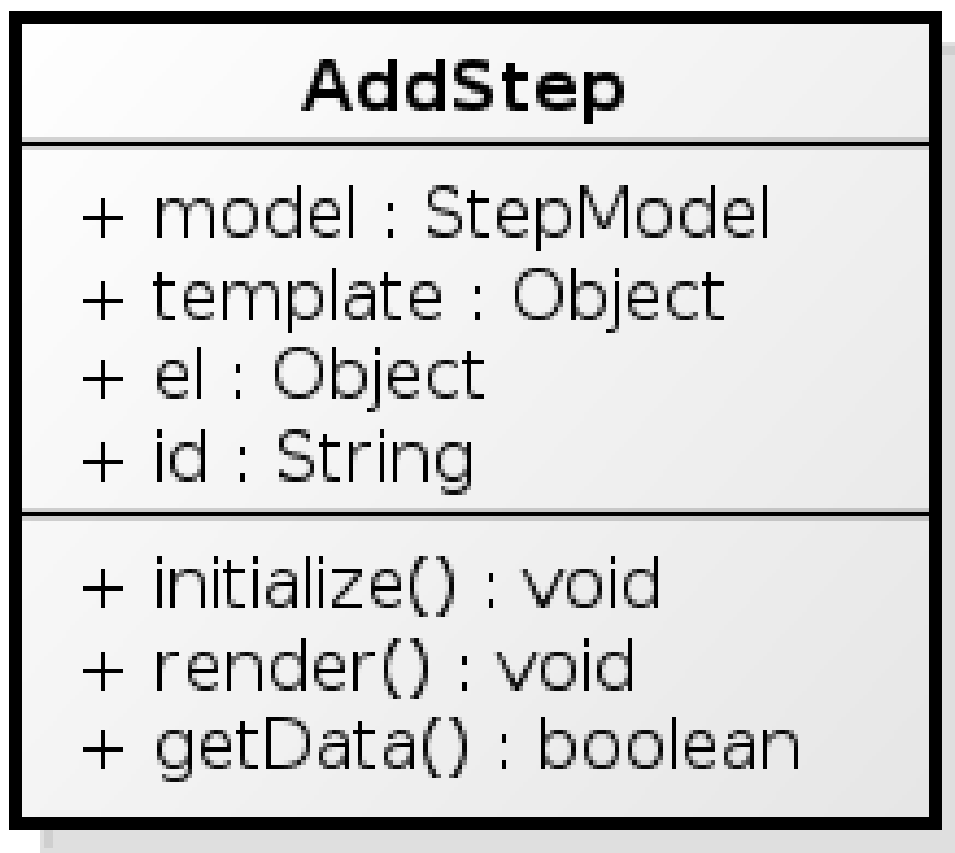 AddStep
+ model : StepModel
+ template : Object
+ el : Object
+ id : String
+ initialize() : void
+ render() : void
+ getData() : boolean